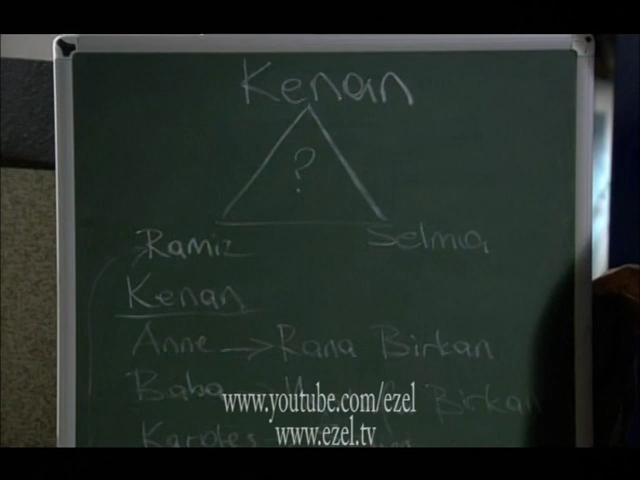 Kenan
?
Ramiz Selma
Kenan
Anne → Rana Birkan
Baba → Birkan
www.youtube.com/ezel
www.ezel.tv